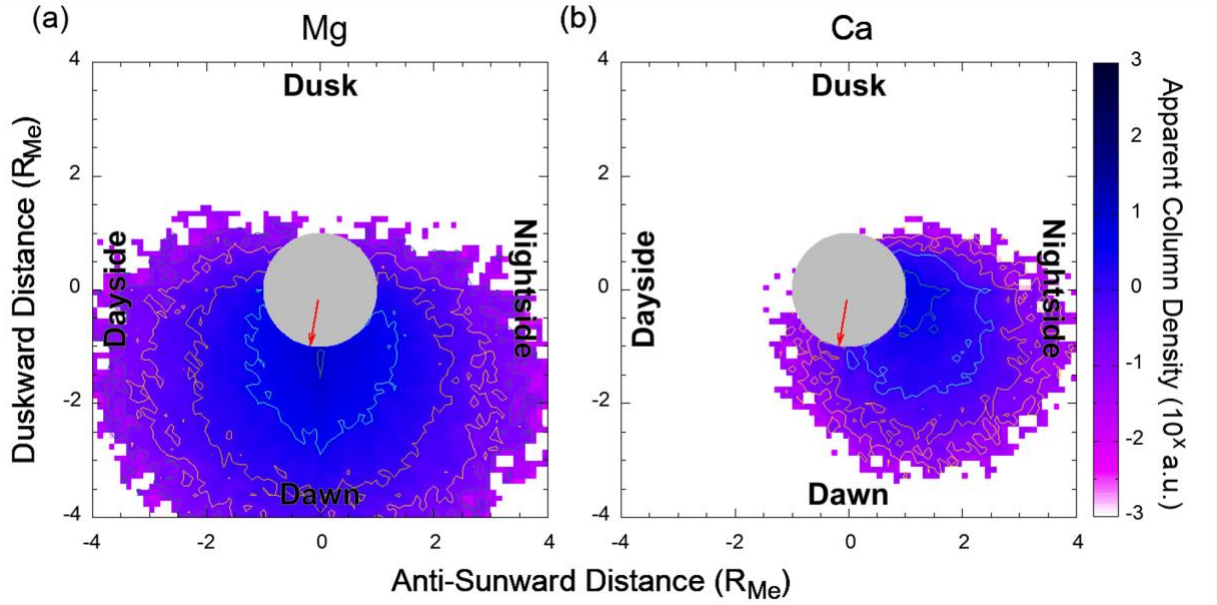 (a) Mg (b) Ca
4 4 3
Dusk Dusk
2 2 2
1
Duskward Distance (R_Me)
Dayside Nightside Dayside Nightside
0 0 0
Apparent Column Density (10^x a.u.)
-1
-2 -2 -2
Dawn Dawn
-4 -4 -3
-4 -2 0 2 4 -4 -2 0 2 4
Anti-Sunward Distance (R_Me)